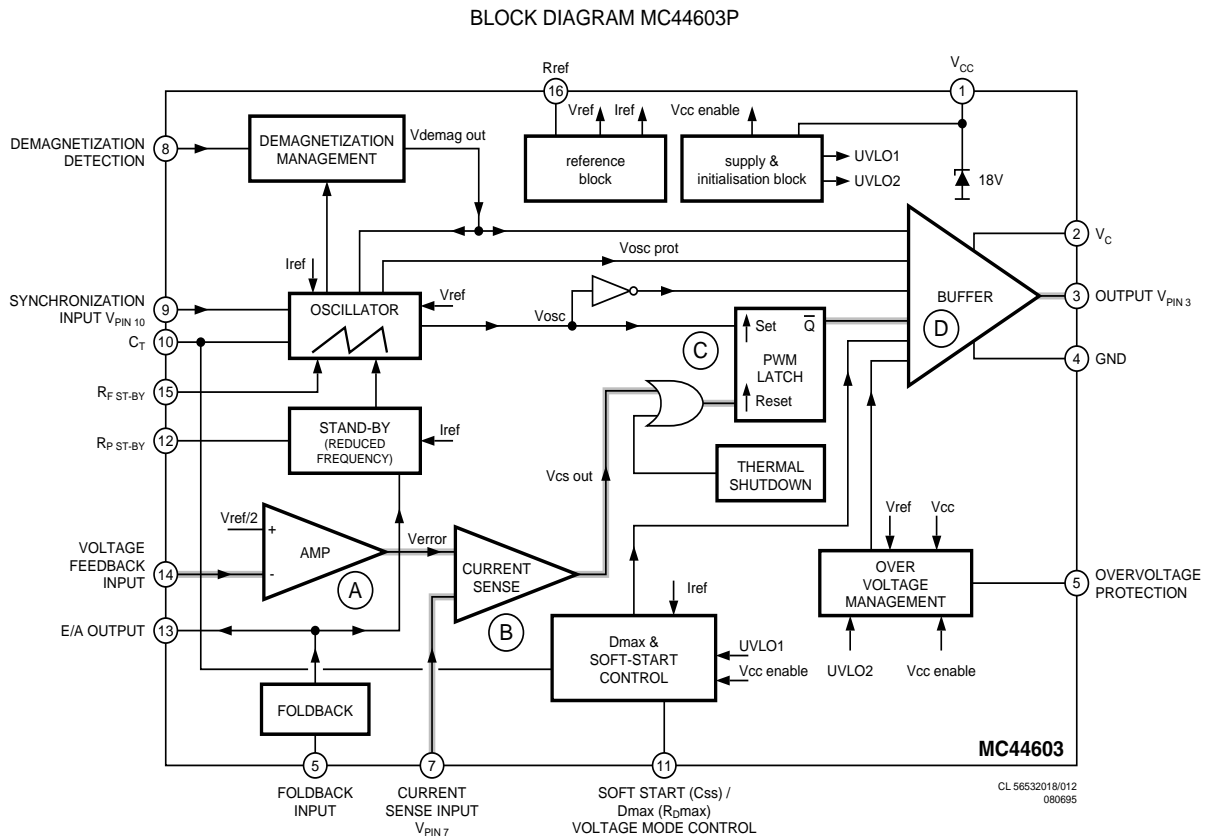 BLOCK DIAGRAM MC44603P
Rref
16
VCC
1
Vref
Iref
Vcc enable
DEMAGNETIZATION
DETECTION
8
DEMAGNETIZATION
MANAGEMENT
Vdemag out
reference
block
supply &
initialisation block
UVLO1
UVLO2
18V
2
VC
Vosc prot
Iref
Vref
SYNCHRONIZATION
INPUT VPIN 10
9
OSCILLATOR
BUFFER
3
OUTPUT VPIN 3
CT
10
Vosc
C
Set
Q̅
PWM
LATCH
Reset
D
4
GND
RF ST-BY
15
RP ST-BY
12
STAND-BY
(REDUCED
FREQUENCY)
Iref
THERMAL
SHUTDOWN
Vcs out
Vref/2
+
AMP
-
Verror
A
VOLTAGE
FEEDBACK
INPUT
14
CURRENT
SENSE
B
Vref
Vcc
OVER
VOLTAGE
MANAGEMENT
5
OVERVOLTAGE
PROTECTION
E/A OUTPUT
13
Iref
Dmax &
SOFT-START
CONTROL
UVLO1
Vcc enable
UVLO2
Vcc enable
FOLDBACK
MC44603
5
7
11
FOLDBACK
INPUT
CURRENT
SENSE INPUT
VPIN 7
SOFT START (Css) /
Dmax (RDmax)
VOLTAGE MODE CONTROL
CL 56532018/012
080695